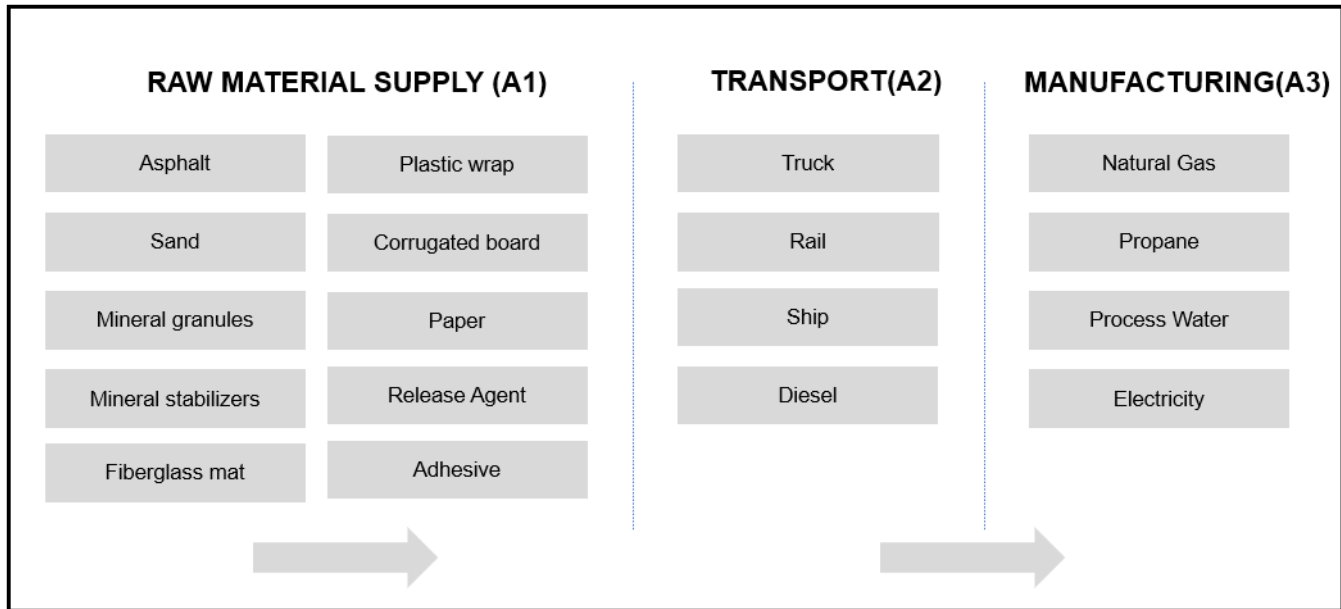 RAW MATERIAL SUPPLY (A1)
Asphalt
Sand
Mineral granules
Mineral stabilizers
Fiberglass mat
Plastic wrap
Corrugated board
Paper
Release Agent
Adhesive
TRANSPORT(A2)
Truck
Rail
Ship
Diesel
MANUFACTURING(A3)
Natural Gas
Propane
Process Water
Electricity